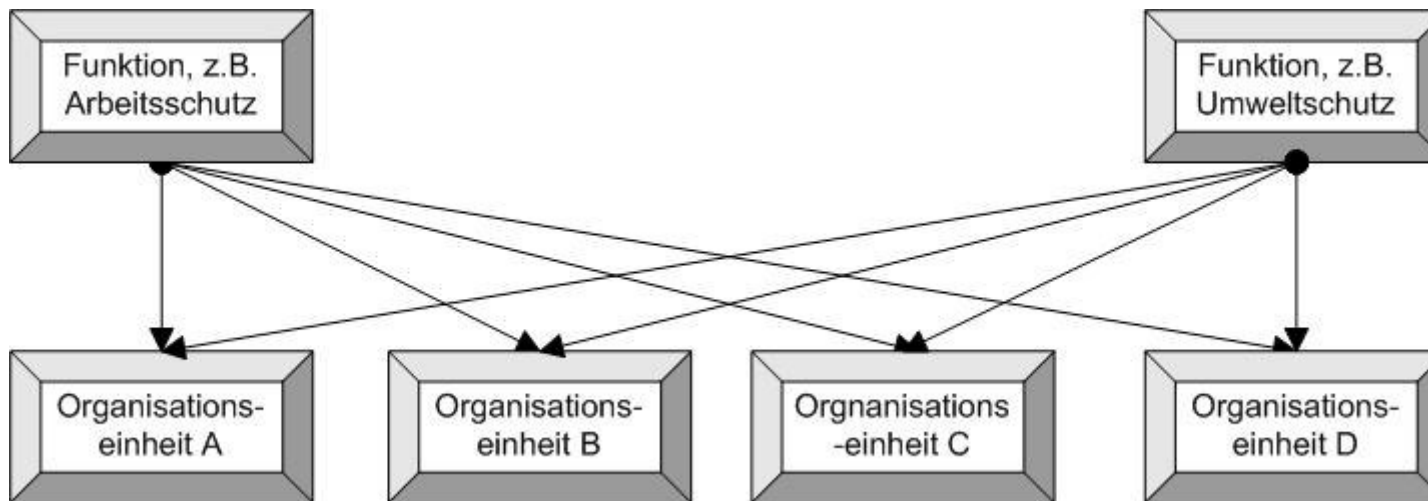 Funktion, z.B.
Arbeitsschutz
Funktion, z.B.
Umweltschutz
Organisations-
einheit A
Organisations-
einheit B
Orgnanisations
-einheit C
Organisations-
einheit D